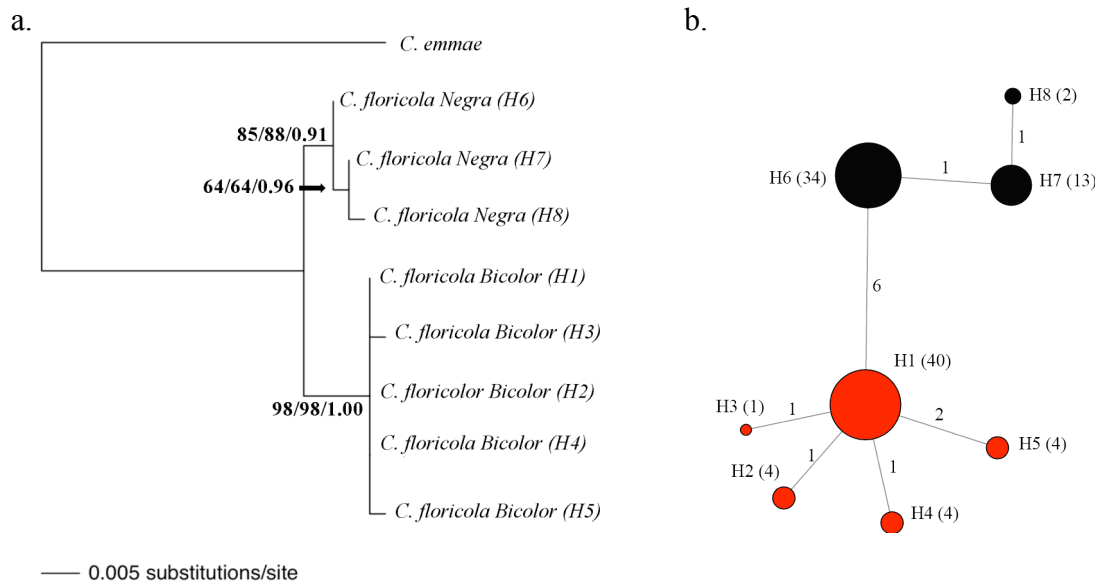 a.
C. emmae
C. floricola Negra (H6)
85/88/0.91
C. floricola Negra (H7)
64/64/0.96
C. floricola Negra (H8)
C. floricola Bicolor (H1)
C. floricola Bicolor (H3)
C. floricolor Bicolor (H2)
98/98/1.00
C. floricola Bicolor (H4)
C. floricola Bicolor (H5)
0.005 substitutions/site
b.
H8 (2)
1
H6 (34)
1
H7 (13)
6
H1 (40)
H3 (1)
1
2
H5 (4)
1
H2 (4)
1
H4 (4)